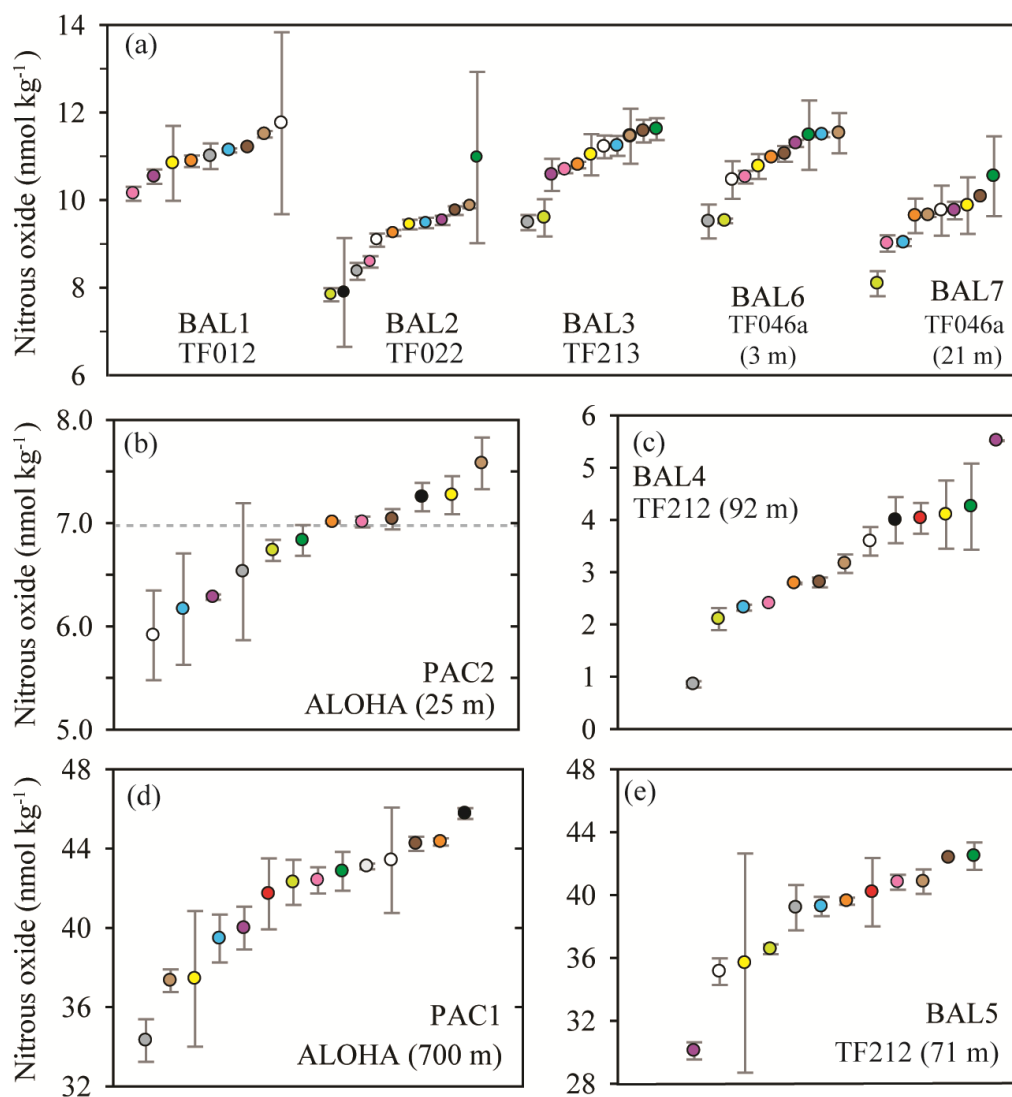 Nitrous oxide (nmol kg⁻¹)
14
12
10
8
6
(a)
BAL1
TF012
BAL2
TF022
BAL3
TF213
BAL6
TF046a
(3 m)
BAL7
TF046a
(21 m)
Nitrous oxide (nmol kg⁻¹)
8.0
7.0
6.0
5.0
(b)
PAC2
ALOHA (25 m)
6
5
4
3
2
1
0
(c)
BAL4
TF212 (92 m)
Nitrous oxide (nmol kg⁻¹)
48
44
40
36
32
(d)
PAC1
ALOHA (700 m)
48
44
40
36
32
28
(e)
BAL5
TF212 (71 m)